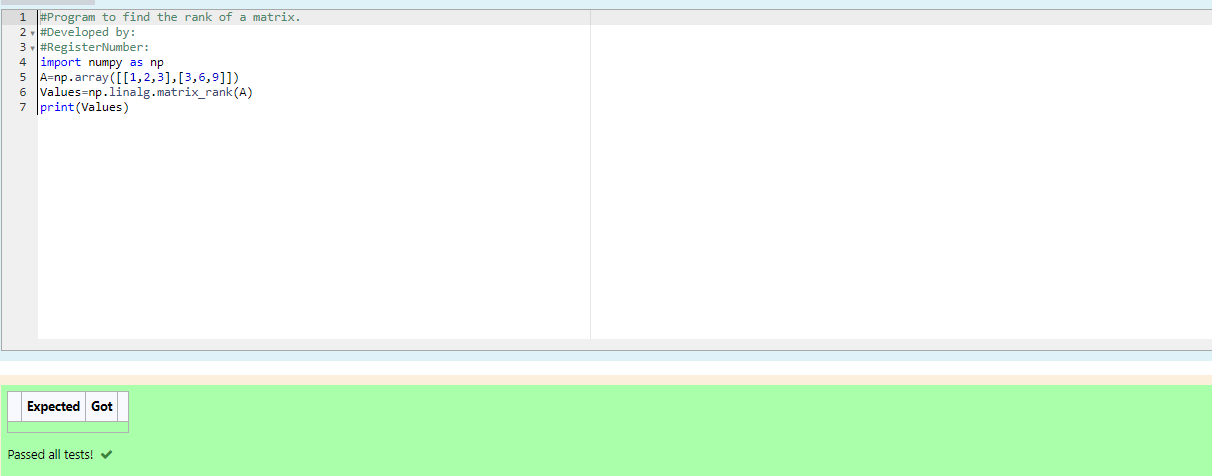 1 #Program to find the rank of a matrix.
2 #Developed by:
3 #RegisterNumber:
4 import numpy as np
5 A=np.array([[1,2,3],[3,6,9]])
6 Values=np.linalg.matrix_rank(A)
7 print(Values)
Expected Got
Passed all tests! ✔